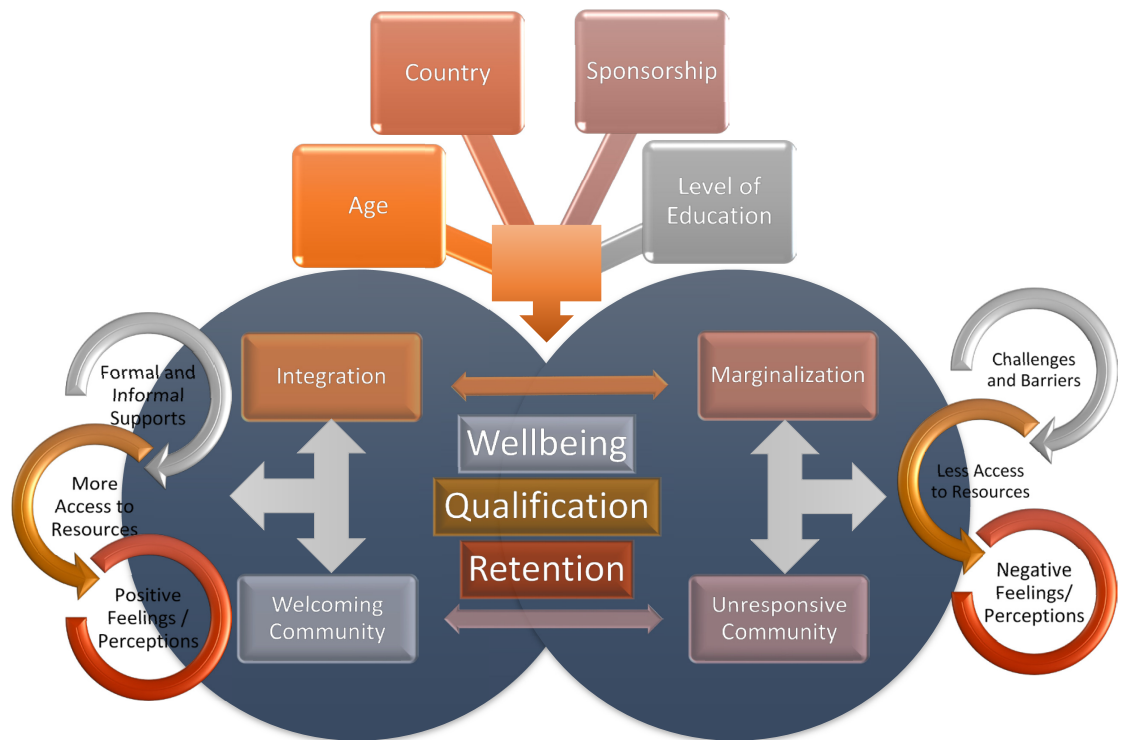 Country
Sponsorship
Age
Level of
Education
Formal and
Informal
Supports
More
Access to
Resources
Positive
Feelings /
Perceptions
Integration
Welcoming
Community
Wellbeing
Qualification
Retention
Marginalization
Unresponsive
Community
Challenges
and Barriers
Less Access
to Resources
Negative
Feelings/
Perceptions